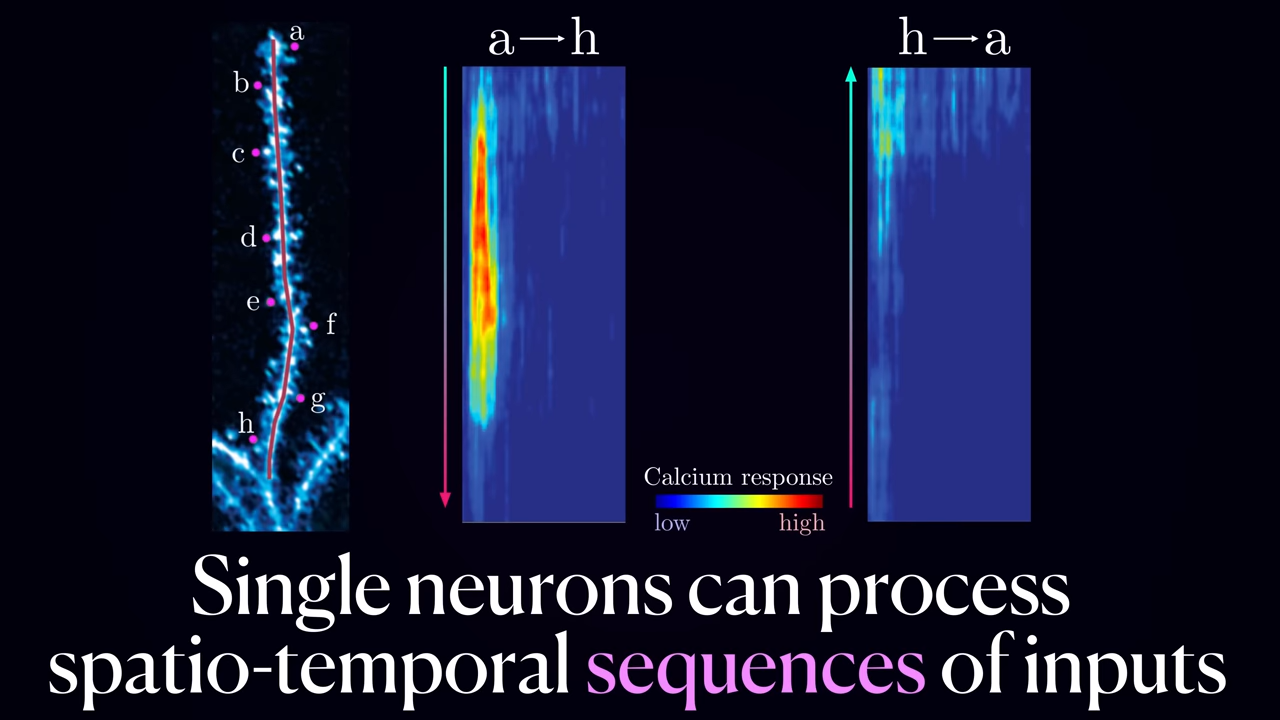 a
b
c
d
e
f
g
h
a → h
h → a
Calcium response
low high
Single neurons can process
spatio-temporal sequences of inputs